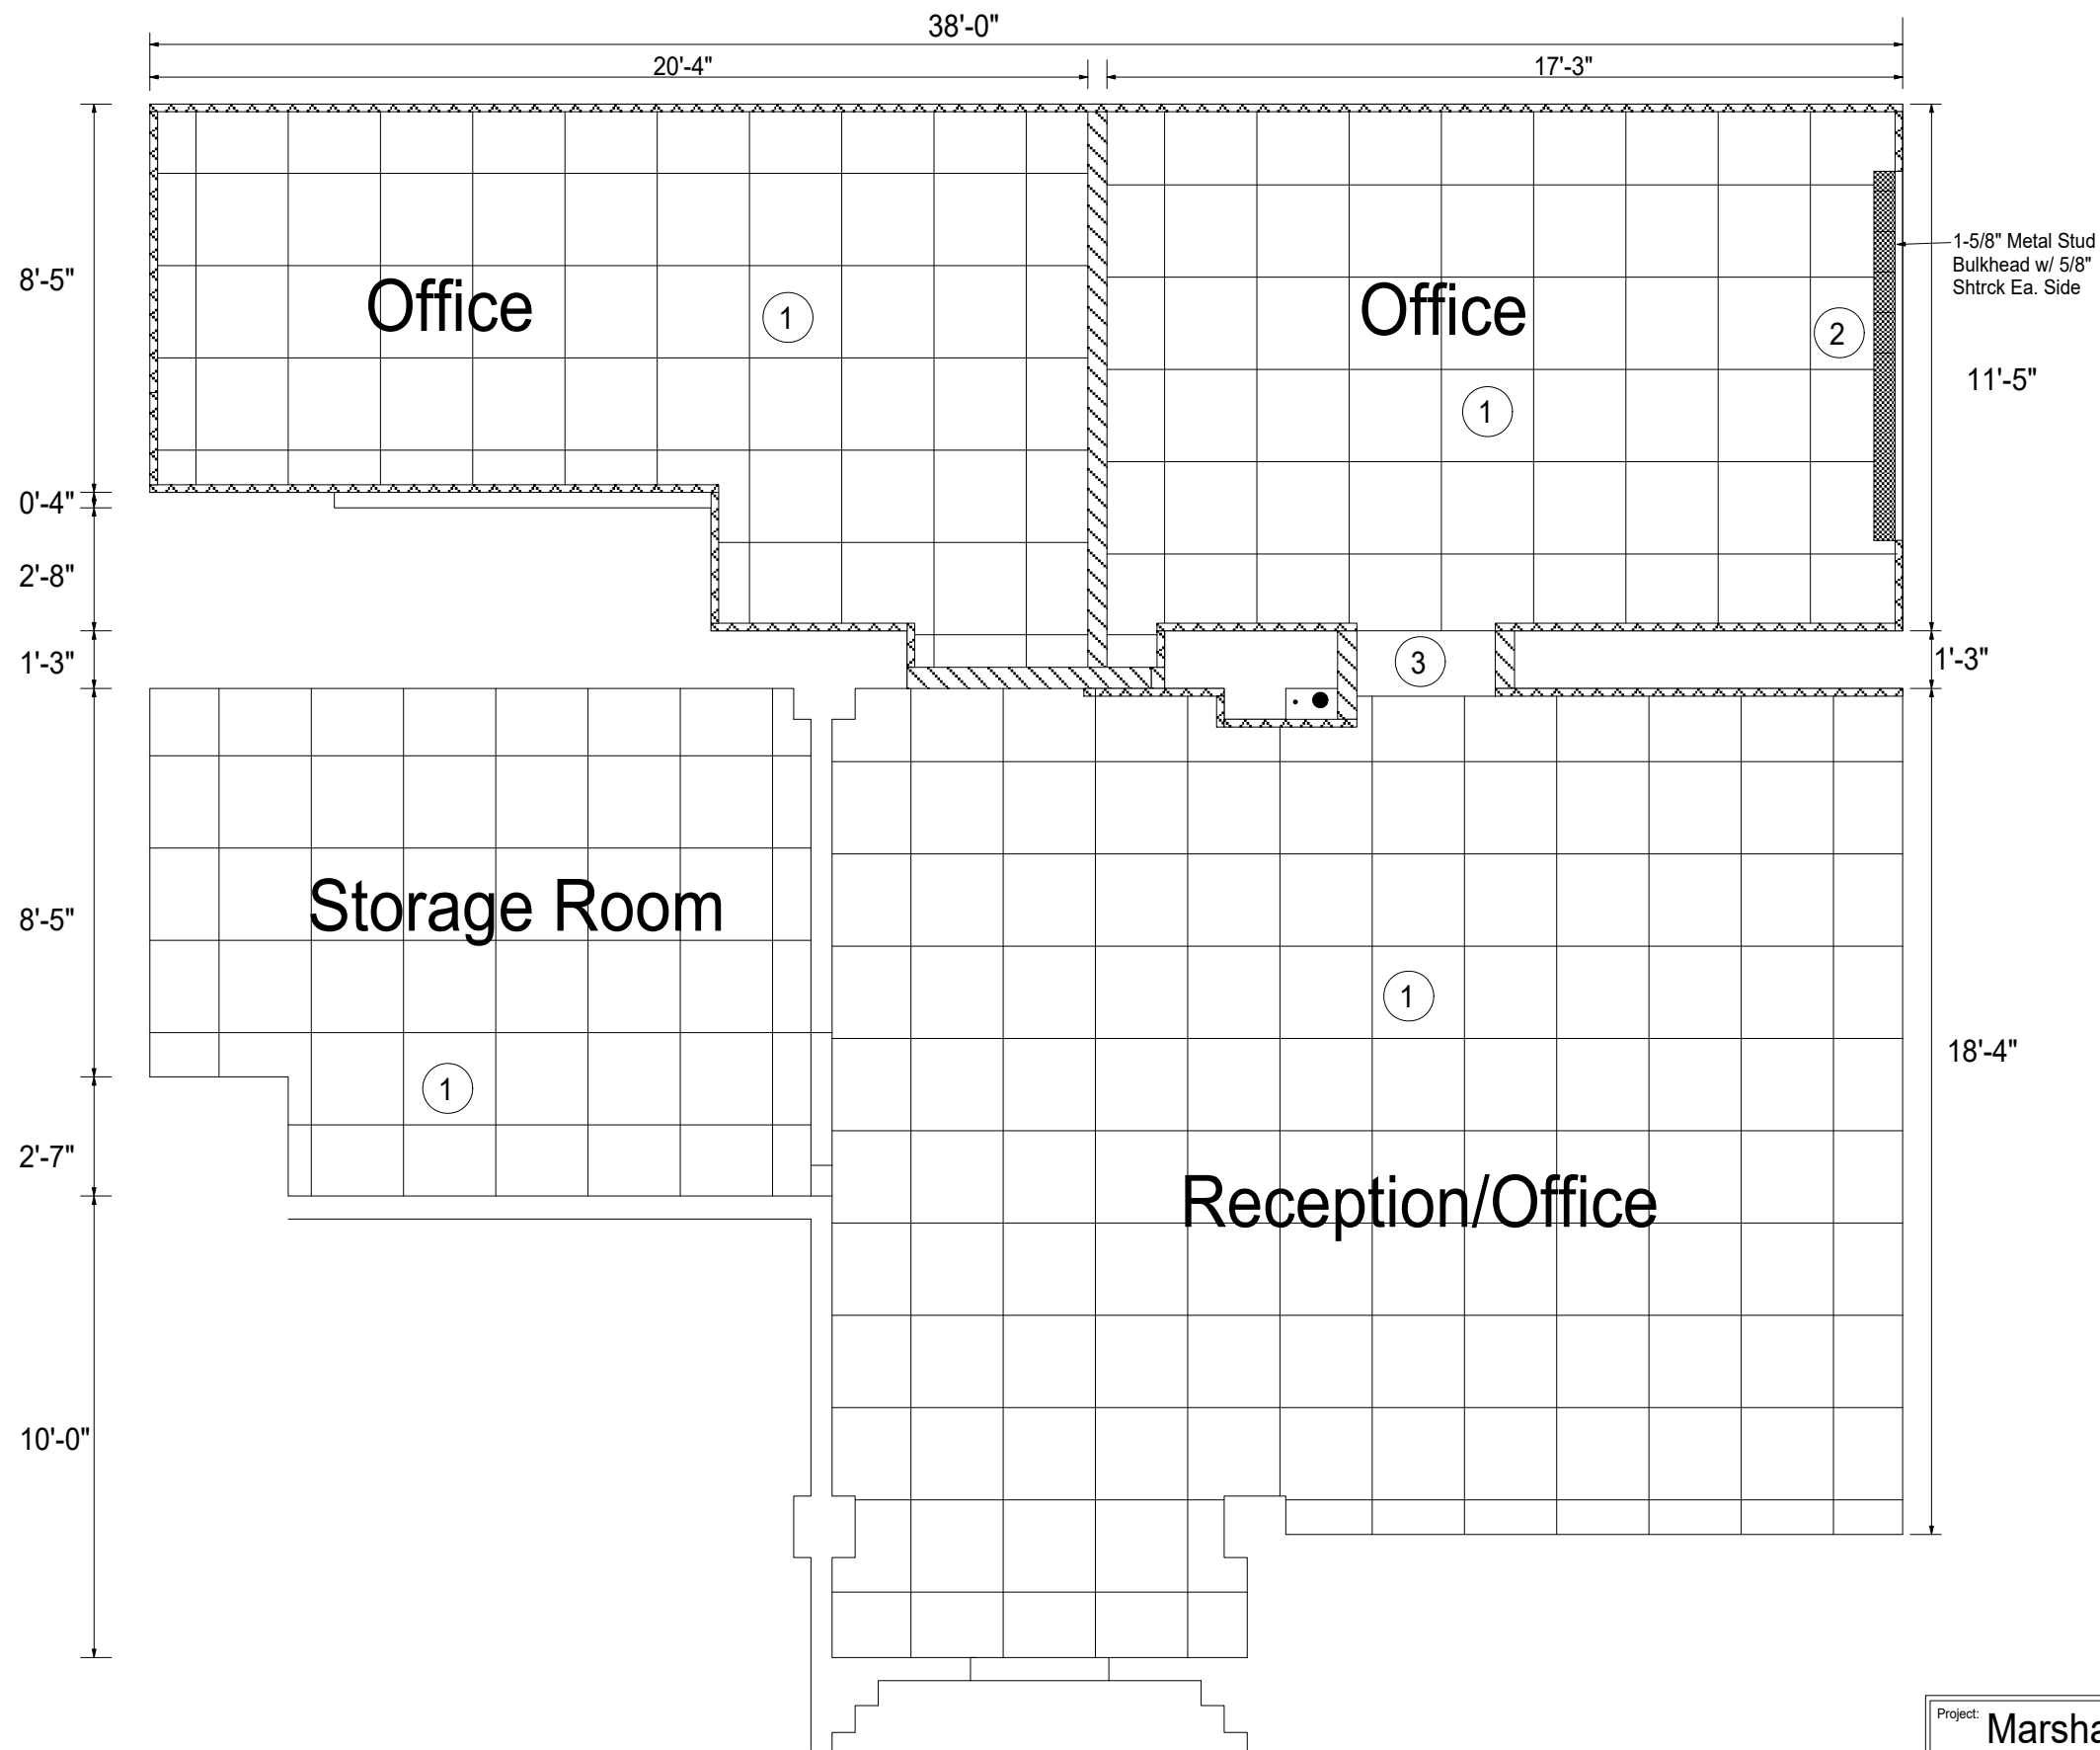 38'-0"
20'-4"
17'-3"
8'-5"
Office
1
Office
1
2
1-5/8" Metal Stud
Bulkhead w/ 5/8"
Shtrck Ea. Side
11'-5"
0'-4"
2'-8"
1'-3"
3
1'-3"
8'-5"
Storage Room
1
1
18'-4"
2'-7"
Reception/Office
10'-0"
Project: